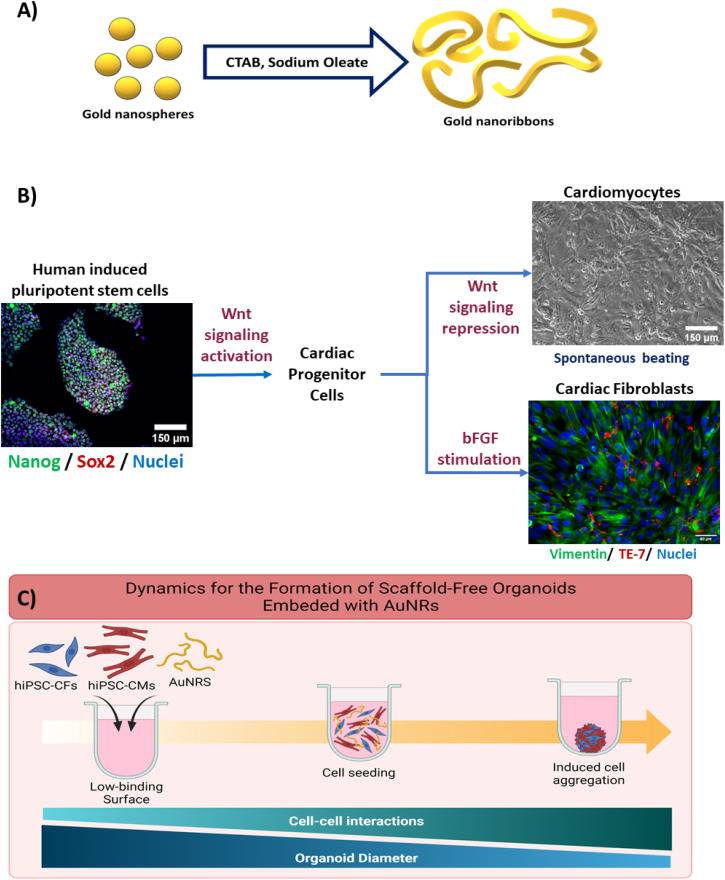 A)
CTAB, Sodium Oleate
Gold nanospheres
Gold nanoribbons
B)
Human induced
pluripotent stem cells
150 µm
Nanog / Sox2 / Nuclei
Wnt
signaling
activation
Cardiac
Progenitor
Cells
Wnt
signaling
repression
bFGF
stimulation
Cardiomyocytes
150 µm
Spontaneous beating
Cardiac Fibroblasts
Vimentin/ TE-7/ Nuclei
C)
Dynamics for the Formation of Scaffold-Free Organoids
Embeded with AuNRs
hiPSC-CFs hiPSC-CMs AuNRS
Low-binding
Surface
Cell seeding
Induced cell
aggregation
Cell-cell interactions
Organoid Diameter